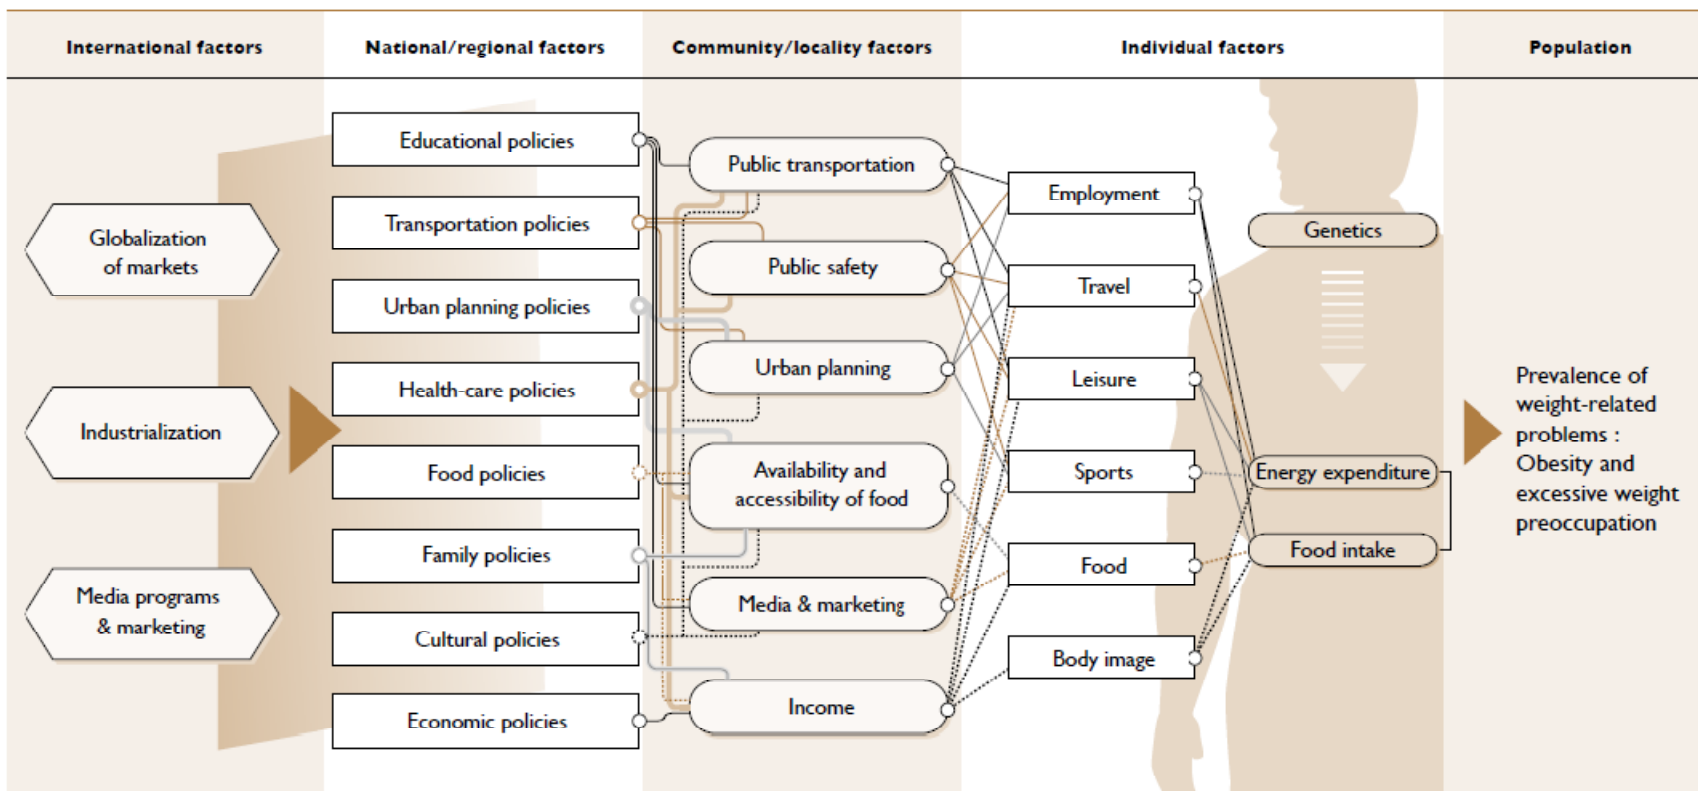 International factors
National/regional factors
Community/locality factors
Individual factors
Population
Globalization
of markets
Industrialization
Media programs
& marketing
Educational policies
Transportation policies
Urban planning policies
Health-care policies
Food policies
Family policies
Cultural policies
Economic policies
Public transportation
Public safety
Urban planning
Availability and
accessibility of food
Media & marketing
Income
Employment
Travel
Leisure
Sports
Food
Body image
Genetics
Energy expenditure
Food intake
Prevalence of
weight-related
problems :
Obesity and
excessive weight
preoccupation